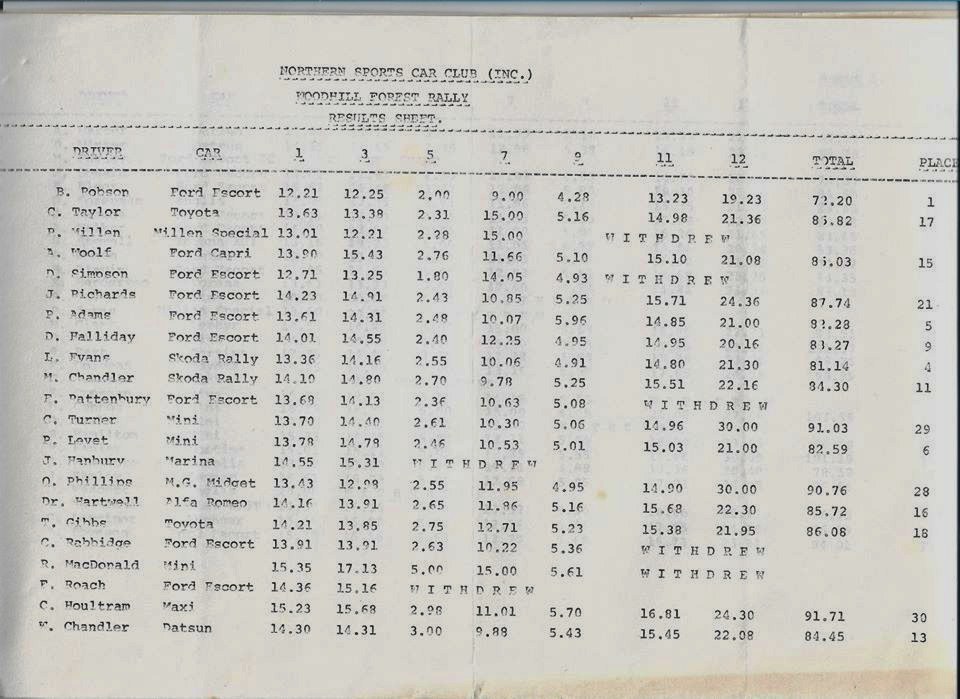 NORTHERN SPORTS CAR CLUB (INC.)
WOODHILL FOREST RALLY
RESULTS SHEET.
DRIVER CAR 1 3 5 7 9 11 12 TOTAL PLACE
B. Robson Ford Escort 12.21 12.25 2.00 9.00 4.28 13.23 19.23 72.20 1
C. Taylor Toyota 13.63 13.38 2.31 15.00 5.16 14.98 21.36 85.82 17
R. Millen Millen Special 13.01 12.21 2.28 15.00 WITHDREW
A. Woolf Ford Capri 13.90 15.43 2.76 11.66 5.10 15.10 21.08 85.03 15
D. Simpson Ford Escort 12.71 13.25 1.80 14.05 4.93 WITHDREW
J. Richards Ford Escort 14.23 14.91 2.43 10.85 5.25 15.71 24.36 87.74 21
P. Adams Ford Escort 13.61 14.31 2.48 10.07 5.96 14.85 21.00 82.28 5
D. Halliday Ford Escort 14.01 14.55 2.40 12.25 4.95 14.95 20.16 83.27 9
L. Evans Skoda Rally 13.36 14.16 2.55 10.06 4.91 14.80 21.30 81.14 4
M. Chandler Skoda Rally 14.10 14.80 2.70 9.78 5.25 15.51 22.16 84.30 11
F. Pattenbury Ford Escort 13.68 14.13 2.36 10.63 5.08 WITHDREW
C. Turner Mini 13.70 14.40 2.61 10.30 5.06 14.96 30.00 91.03 29
R. Lovet Mini 13.78 14.78 2.46 10.53 5.01 15.03 21.00 82.59 6
J. Hanbury Marina 14.55 15.31 WITHDREW
O. Phillips M.G. Midget 13.43 12.98 2.55 11.95 4.95 14.90 30.00 90.76 28
Dr. Hartwell Alfa Romeo 14.16 13.91 2.65 11.86 5.16 15.68 22.30 85.72 16
T. Gibbs Toyota 14.21 13.85 2.75 12.71 5.23 15.38 21.95 86.08 18
C. Rabbidge Ford Escort 13.91 13.91 2.63 10.22 5.36 WITHDREW
R. MacDonald Mini 15.35 17.13 5.00 15.00 5.61 WITHDREW
F. Roach Ford Escort 14.36 15.16 WITHDREW
C. Houltram Maxi 15.23 15.68 2.98 11.01 5.70 16.81 24.30 91.71 30
W. Chandler Datsun 14.30 14.31 3.00 9.88 5.43 15.45 22.08 84.45 13